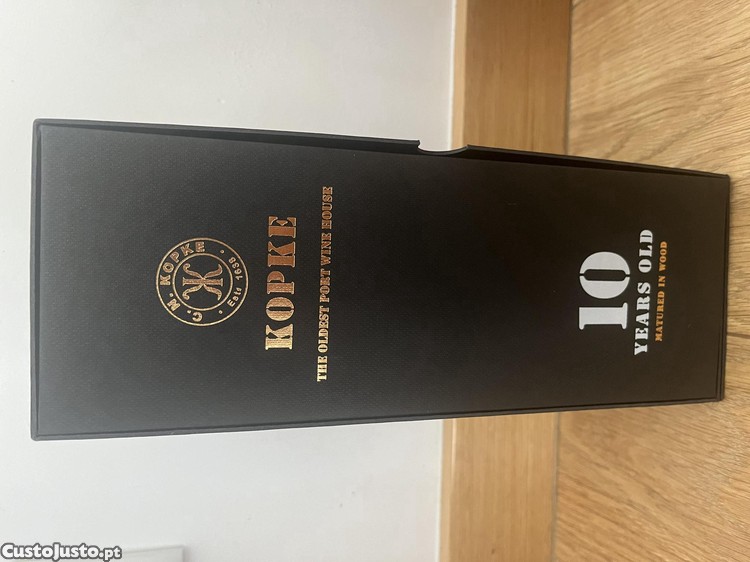 C. M. KOPKE
Estd 1638
KOPKE
THE OLDEST PORT WINE HOUSE
10
YEARS OLD
MATURED IN WOOD
CustoJusto.pt